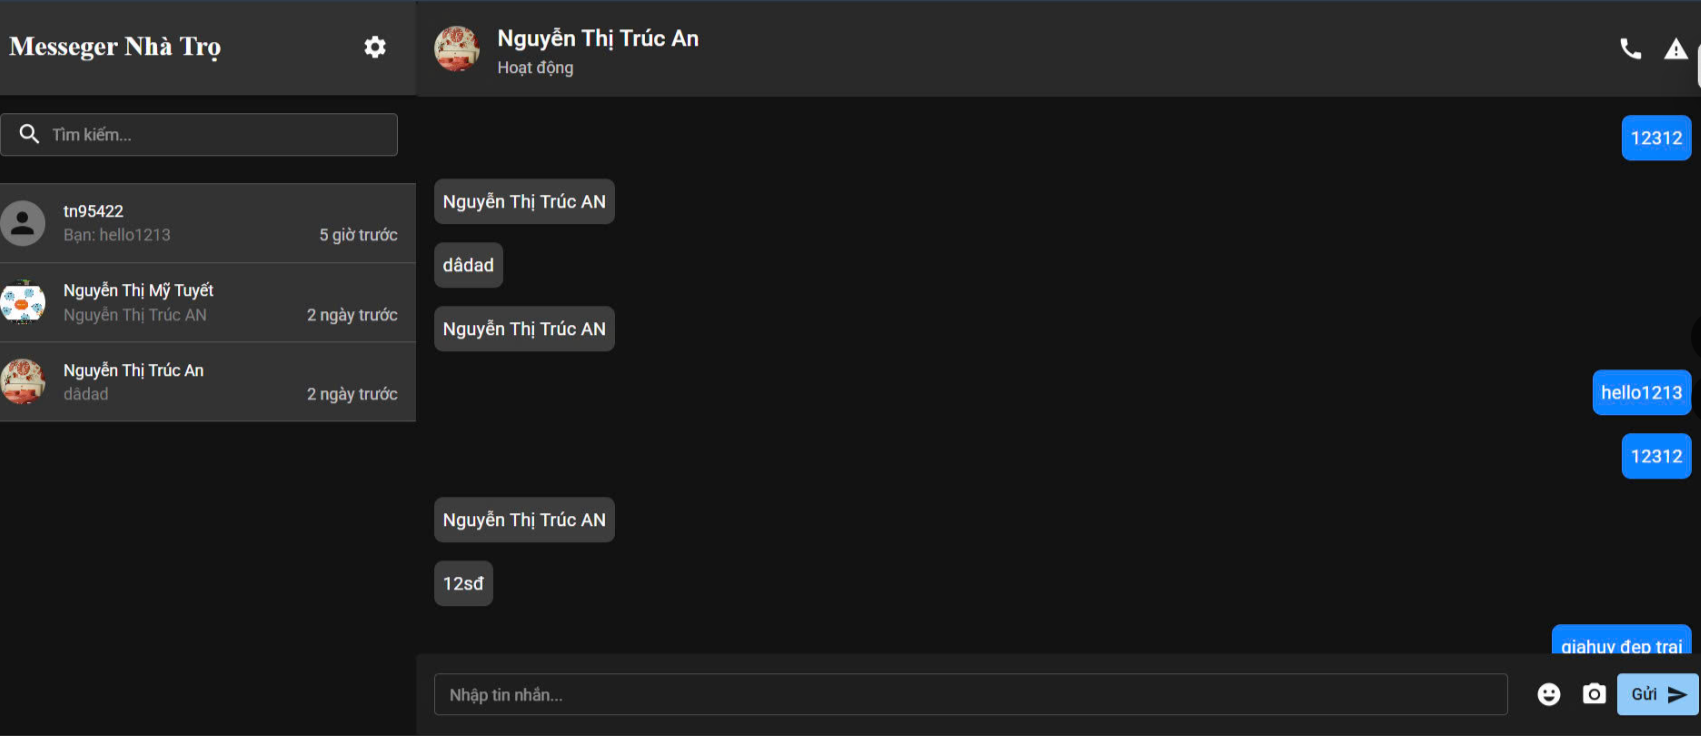 Messeger Nhà Trọ
Tìm kiếm...
tn95422
Bạn: hello1213
5 giờ trước
Nguyễn Thị Mỹ Tuyết
Nguyễn Thị Trúc AN
2 ngày trước
Nguyễn Thị Trúc An
dâdad
2 ngày trước
Nguyễn Thị Trúc An
Hoạt động
12312
Nguyễn Thị Trúc AN
dâdad
Nguyễn Thị Trúc AN
hello1213
12312
Nguyễn Thị Trúc AN
12sđ
giahuy đep trai
Nhập tin nhắn...
Gửi